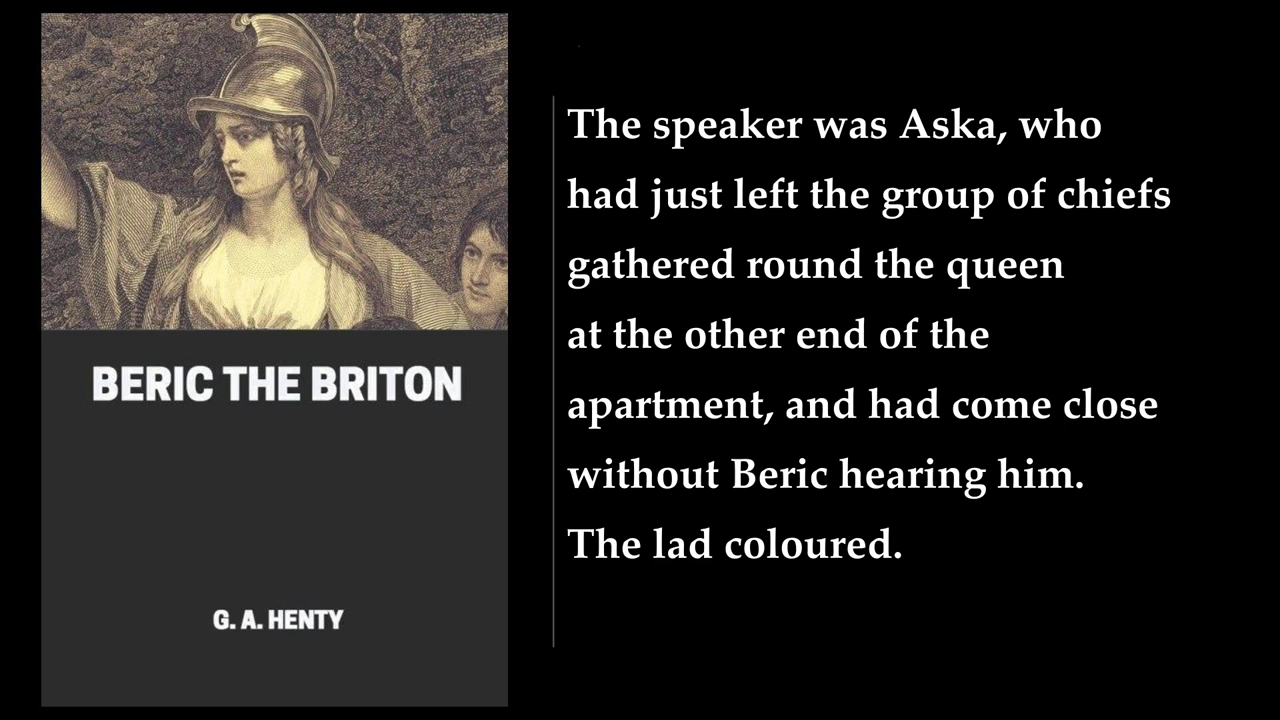 BERIC THE BRITON
G. A. HENTY
The speaker was Aska, who
had just left the group of chiefs
gathered round the queen
at the other end of the
apartment, and had come close
without Beric hearing him.
The lad coloured.